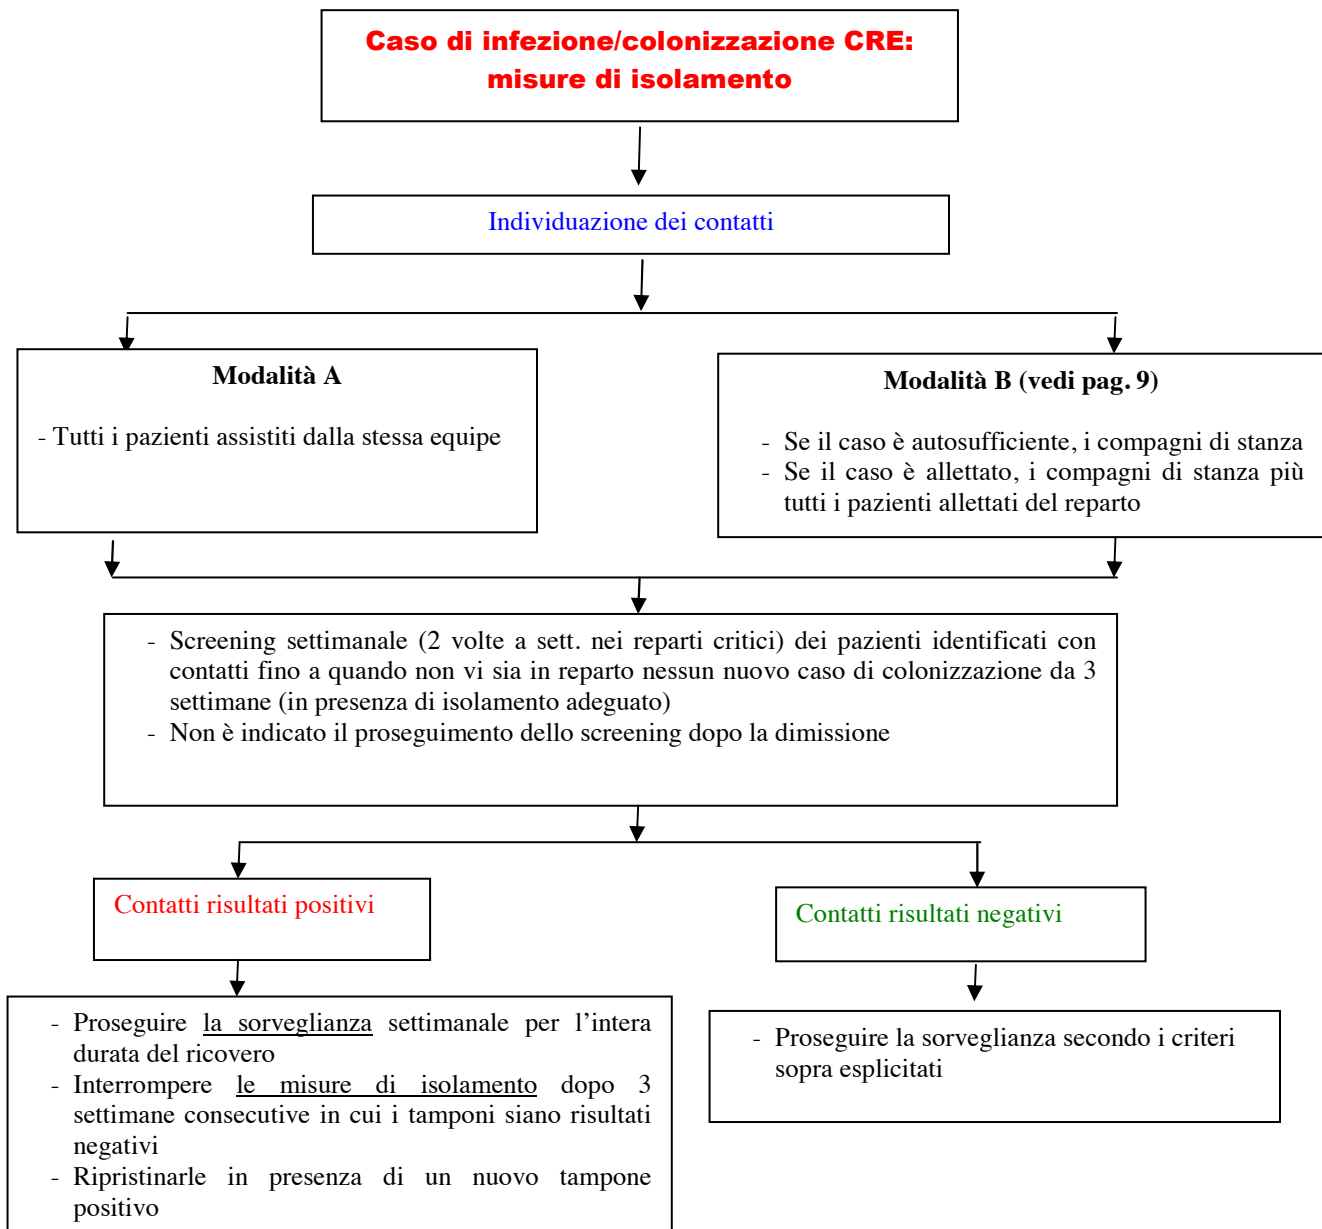 Caso di infezione/colonizzazione CRE:
misure di isolamento
Individuazione dei contatti
Modalità A
- Tutti i pazienti assistiti dalla stessa equipe
Modalità B (vedi pag. 9)
- Se il caso è autosufficiente, i compagni di stanza
- Se il caso è allettato, i compagni di stanza più
tutti i pazienti allettati del reparto
- Screening settimanale (2 volte a sett. nei reparti critici) dei pazienti identificati con
contatti fino a quando non vi sia in reparto nessun nuovo caso di colonizzazione da 3
settimane (in presenza di isolamento adeguato)
- Non è indicato il proseguimento dello screening dopo la dimissione
Contatti risultati positivi
Contatti risultati negativi
- Proseguire la sorveglianza settimanale per l’intera
durata del ricovero
- Interrompere le misure di isolamento dopo 3
settimane consecutive in cui i tamponi siano risultati
negativi
- Ripristinarle in presenza di un nuovo tampone
positivo
- Proseguire la sorveglianza secondo i criteri
sopra esplicitati